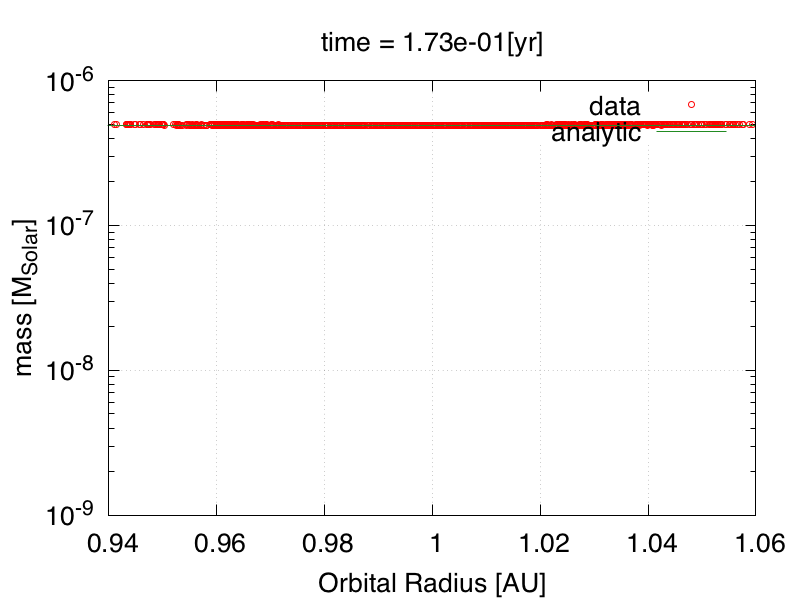 time = 1.73e-01[yr]
10^-6
data
analytic
10^-7
mass [M_Solar]
10^-8
10^-9
0.94 0.96 0.98 1 1.02 1.04 1.06
Orbital Radius [AU]